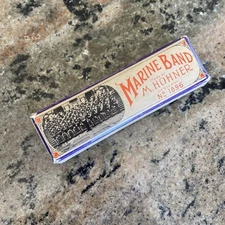 MARINE BAND
M. HOHNER
No 1896